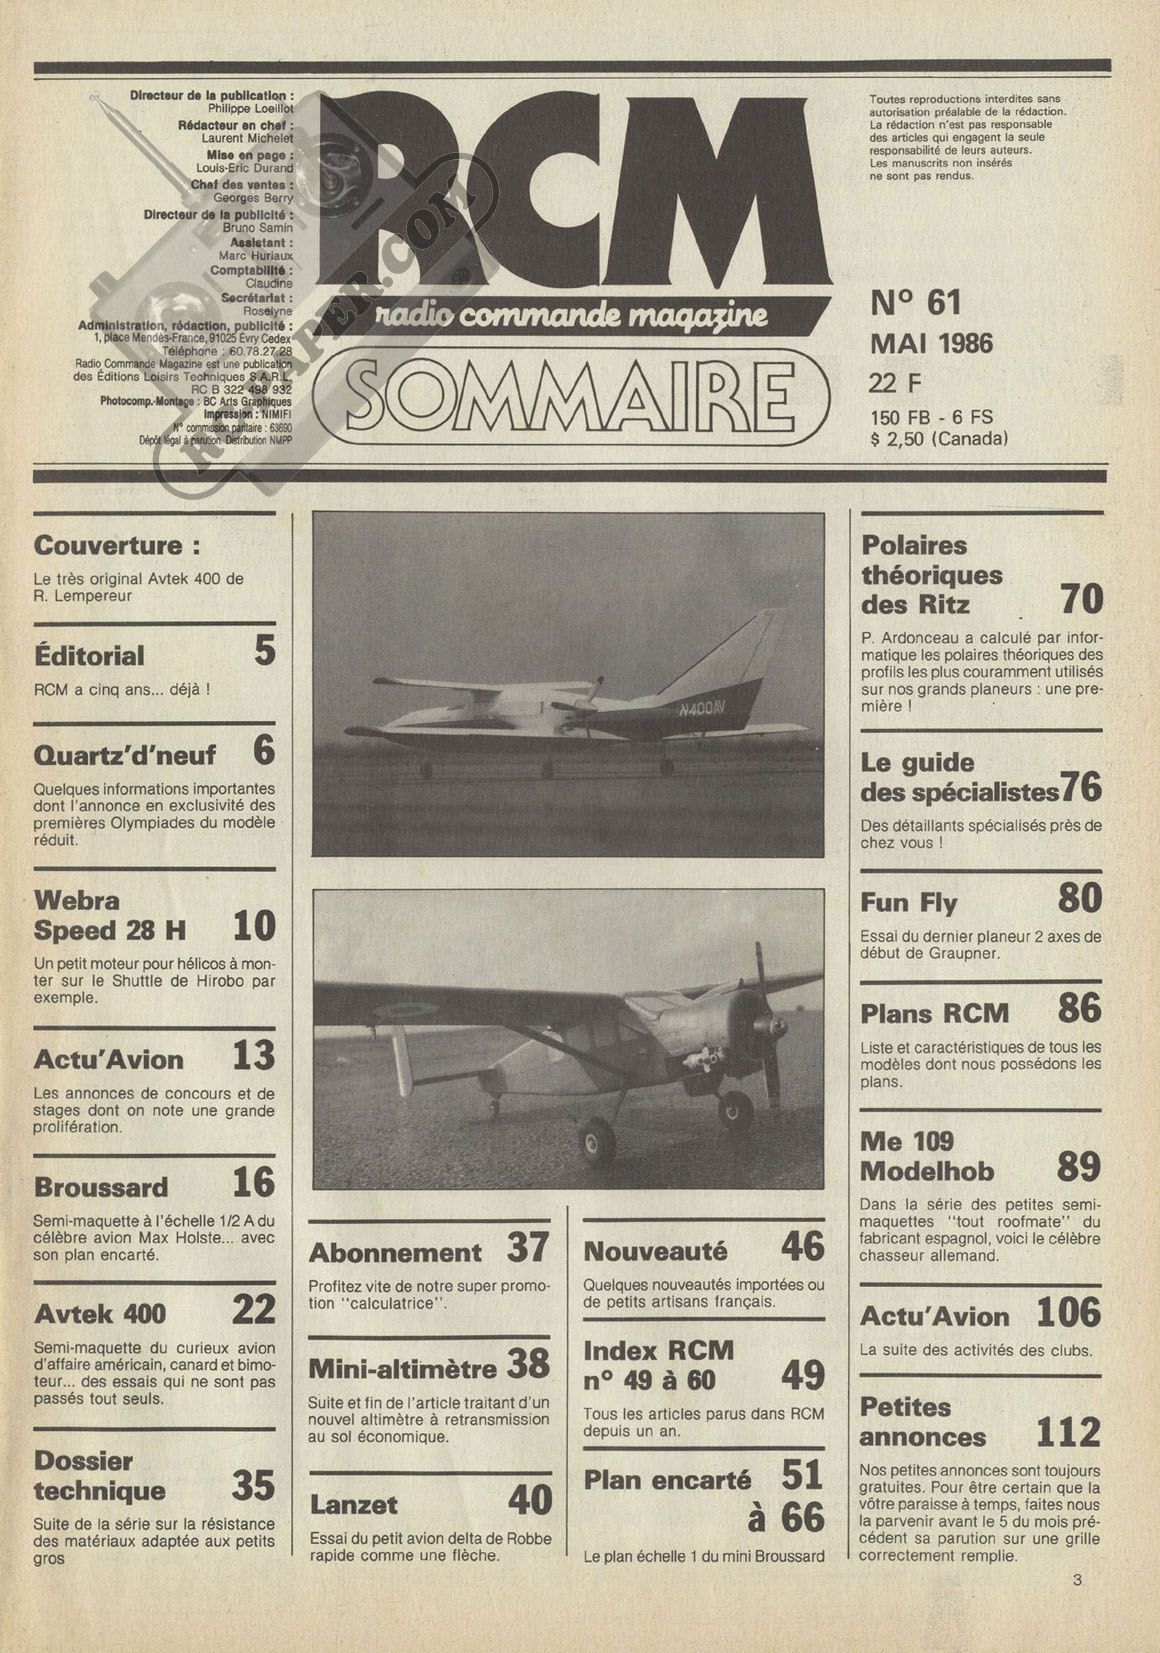 Directeur de la publication :
Philippe Loeillot
Rédacteur en chef :
Laurent Michelet
Mise en page :
Louis-Eric Durand
Chef des ventes :
Georges Berry
Directeur de la publicité :
Bruno Samin
Assistant :
Marc Huriaux
Comptabilité :
Claudine
Secrétariat :
Roselyne
Administration, rédaction, publicité :
1, place Mendès-France, 91025 Évry Cedex
Téléphone : 60.78.27.28
Radio Commande Magazine est une publication
des Éditions Loisirs Techniques S.A.R.L.
RC B 322 498 932
Photocomp.-Montage : BC Arts Graphiques
Impression : NIMIFI
N° commission paritaire : 63690
Dépôt légal à parution. Distribution NMPP
RCM
radio commande magazine
SOMMAIRE
Toutes reproductions interdites sans
autorisation préalable de la rédaction.
La rédaction n'est pas responsable
des articles qui engagent la seule
responsabilité de leurs auteurs.
Les manuscrits non insérés
ne sont pas rendus.
N° 61
MAI 1986
22 F
150 FB - 6 FS
$ 2,50 (Canada)
Couverture :
Le très original Avtek 400 de
R. Lempereur
Éditorial 5
RCM a cinq ans... déjà !
Quartz'd'neuf 6
Quelques informations importantes
dont l'annonce en exclusivité des
premières Olympiades du modèle
réduit.
Webra
Speed 28 H 10
Un petit moteur pour hélicos à mon-
ter sur le Shuttle de Hirobo par
exemple.
Actu'Avion 13
Les annonces de concours et de
stages dont on note une grande
prolifération.
Broussard 16
Semi-maquette à l'échelle 1/2 A du
célèbre avion Max Holste... avec
son plan encarté.
Avtek 400 22
Semi-maquette du curieux avion
d'affaire américain, canard et bimo-
teur... des essais qui ne sont pas
passés tout seuls.
Dossier
technique 35
Suite de la série sur la résistance
des matériaux adaptée aux petits
gros
N400AV
Abonnement 37
Profitez vite de notre super promo-
tion "calculatrice".
Mini-altimètre 38
Suite et fin de l'article traitant d'un
nouvel altimètre à retransmission
au sol économique.
Lanzet 40
Essai du petit avion delta de Robbe
rapide comme une flèche.
Nouveauté 46
Quelques nouveautés importées ou
de petits artisans français.
Index RCM
n° 49 à 60 49
Tous les articles parus dans RCM
depuis un an.
Plan encarté 51
à 66
Le plan échelle 1 du mini Broussard
Polaires
théoriques
des Ritz 70
P. Ardonceau a calculé par infor-
matique les polaires théoriques des
profils les plus couramment utilisés
sur nos grands planeurs : une pre-
mière !
Le guide
des spécialistes 76
Des détaillants spécialisés près de
chez vous !
Fun Fly 80
Essai du dernier planeur 2 axes de
début de Graupner.
Plans RCM 86
Liste et caractéristiques de tous les
modèles dont nous possédons les
plans.
Me 109
Modelhob 89
Dans la série des petites semi-
maquettes "tout roofmate" du
fabricant espagnol, voici le célèbre
chasseur allemand.
Actu'Avion 106
La suite des activités des clubs.
Petites
annonces 112
Nos petites annonces sont toujours
gratuites. Pour être certain que la
vôtre paraisse à temps, faites nous
la parvenir avant le 5 du mois pré-
cédent sa parution sur une grille
correctement remplie.
3